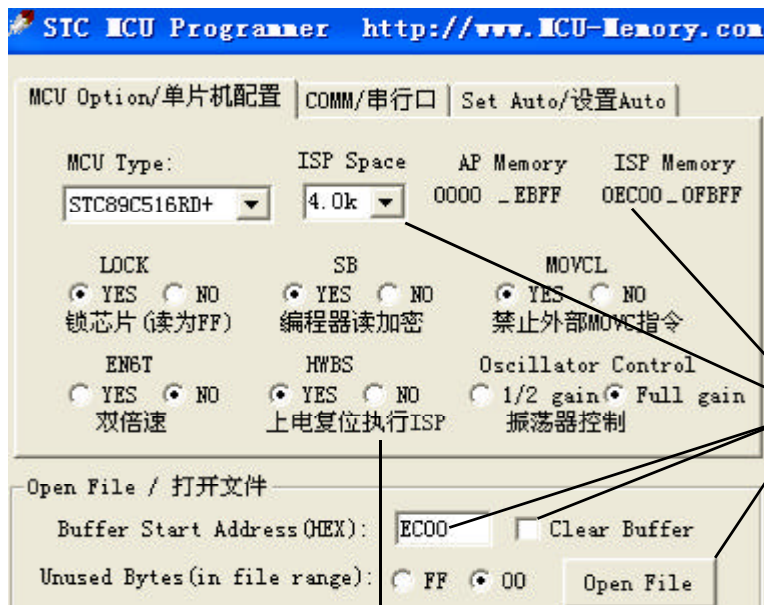 STC MCU Programmer http://www.MCU-Memory.com
MCU Option/单片机配置 COMM/串行口 Set Auto/设置Auto
MCU Type: ISP Space AP Memory ISP Memory
STC89C516RD+ 4.0k 0000 _ EBFF 0EC00_0FBFF
LOCK SB MOVCL
YES NO YES NO YES NO
锁芯片(读为FF) 编程器读加密 禁止外部MOVC指令
EN6T HWBS Oscillator Control
YES NO YES NO 1/2 gain Full gain
双倍速 上电复位执行ISP 振荡器控制
Open File / 打开文件
Buffer Start Address(HEX): EC00 Clear Buffer
Unused Bytes(in file range): FF 00 Open File